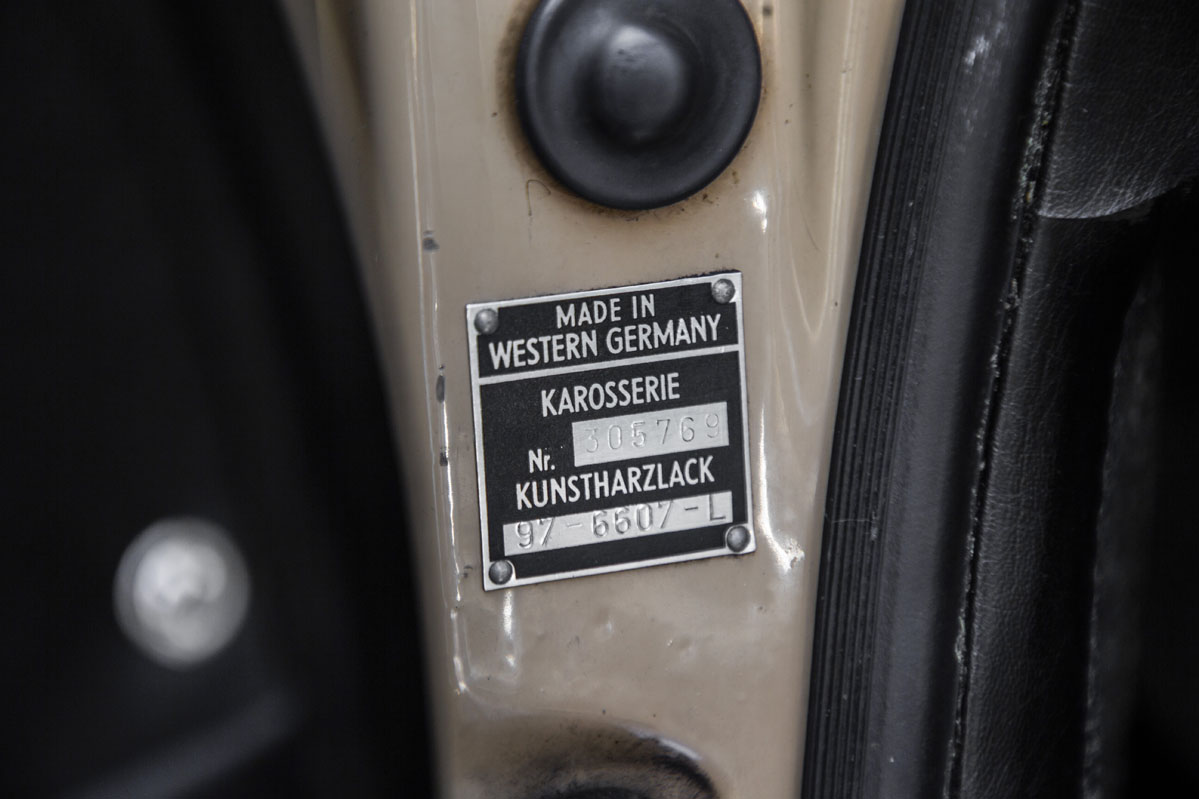 MADE IN
WESTERN GERMANY
KAROSSERIE
Nr. 305769
KUNSTHARZLACK
97-6607-L